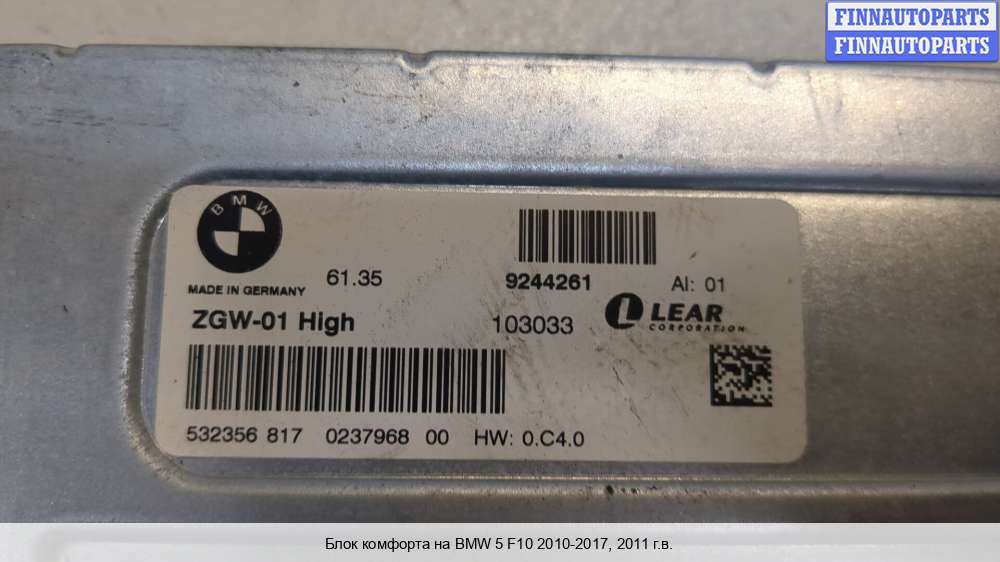 FINNAUTOPARTS
FINNAUTOPARTS
BMW
MADE IN GERMANY
61.35
9244261
AI: 01
ZGW-01 High
103033
LEAR
CORPORATION
532356 817 0237968 00 HW: 0.C4.0
Блок комфорта на BMW 5 F10 2010-2017, 2011 г.в.